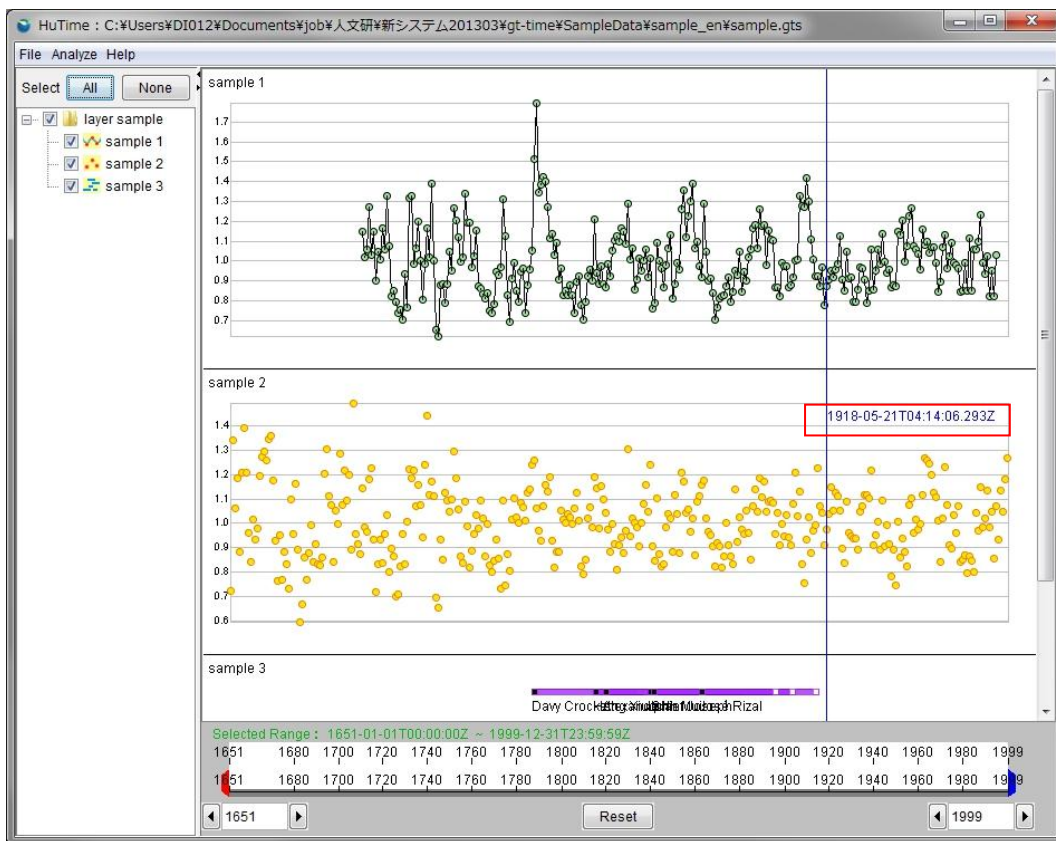 HuTime : C:¥Users¥DI012¥Documents¥job¥人文研¥新システム201303¥gt-time¥SampleData¥sample_en¥sample.gts
File Analyze Help
Select All None
layer sample
sample 1
sample 2
sample 3
sample 1
1.7
1.6
1.5
1.4
1.3
1.2
1.1
1.0
0.9
0.8
0.7
sample 2
1918-05-21T04:14:06.293Z
1.4
1.3
1.2
1.1
1.0
0.9
0.8
0.7
0.6
sample 3
Davy Rizal
Selected Range : 1651-01-01T00:00:00Z ~ 1999-12-31T23:59:59Z
1651 1680 1700 1720 1740 1760 1780 1800 1820 1840 1860 1880 1900 1920 1940 1960 1980 1999
1651 1680 1700 1720 1740 1760 1780 1800 1820 1840 1860 1880 1900 1920 1940 1960 1980 1999
1651 Reset 1999